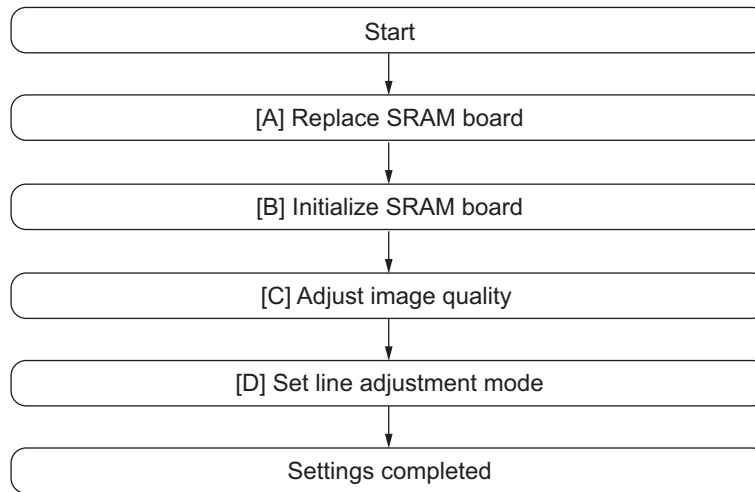 Start
[A] Replace SRAM board
[B] Initialize SRAM board
[C] Adjust image quality
[D] Set line adjustment mode
Settings completed